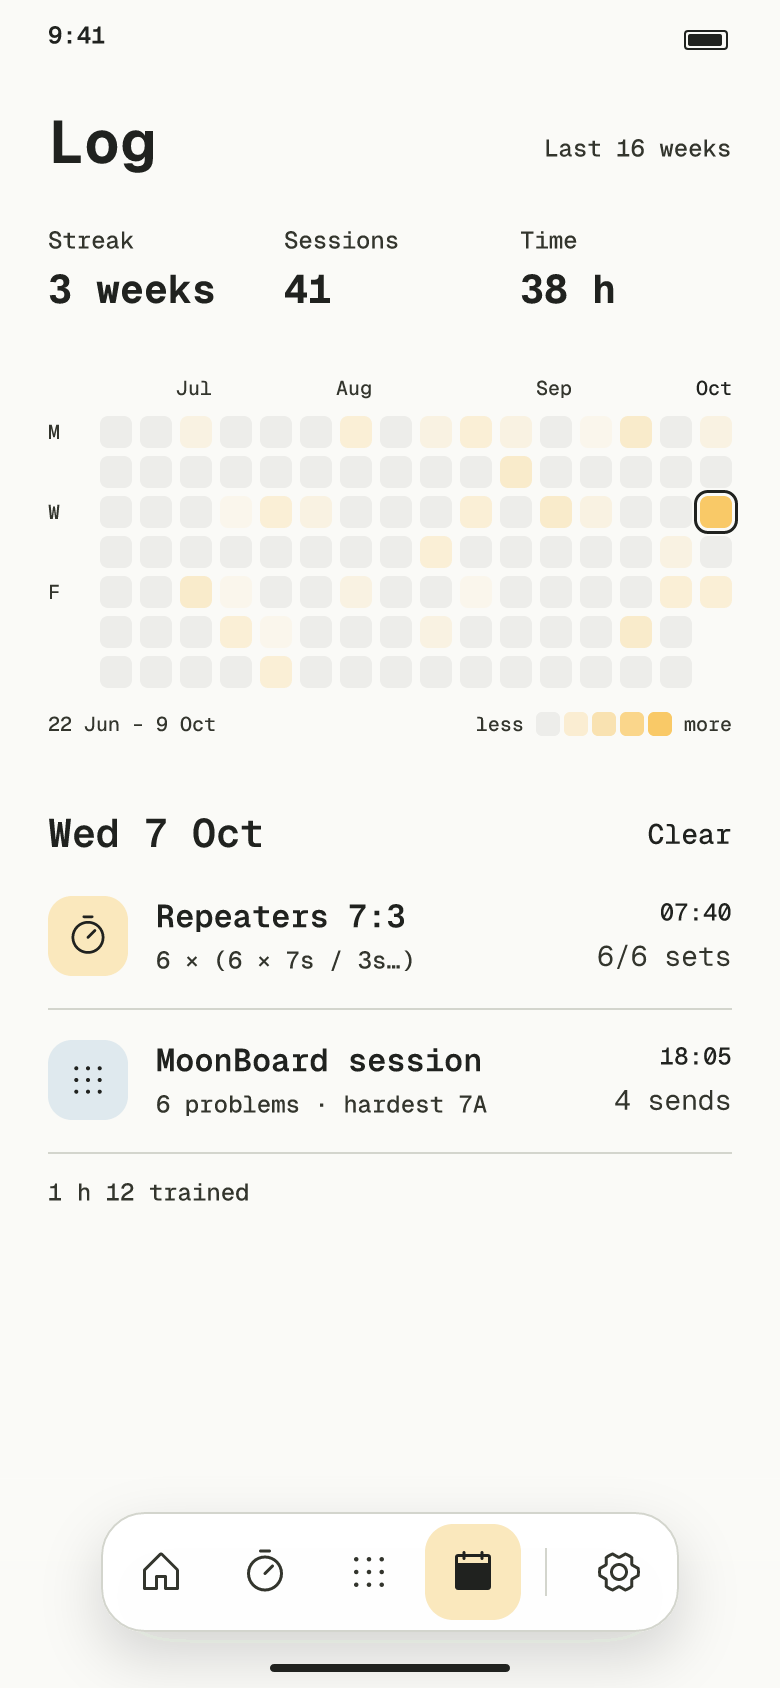 9:41
Log
Last 16 weeks
Streak Sessions Time
3 weeks 41 38 h
Jul Aug Sep Oct
M
W
F
22 Jun – 9 Oct less more
Wed 7 Oct Clear
Repeaters 7:3 07:40
6 × (6 × 7s / 3s…) 6/6 sets
MoonBoard session 18:05
6 problems · hardest 7A 4 sends
1 h 12 trained